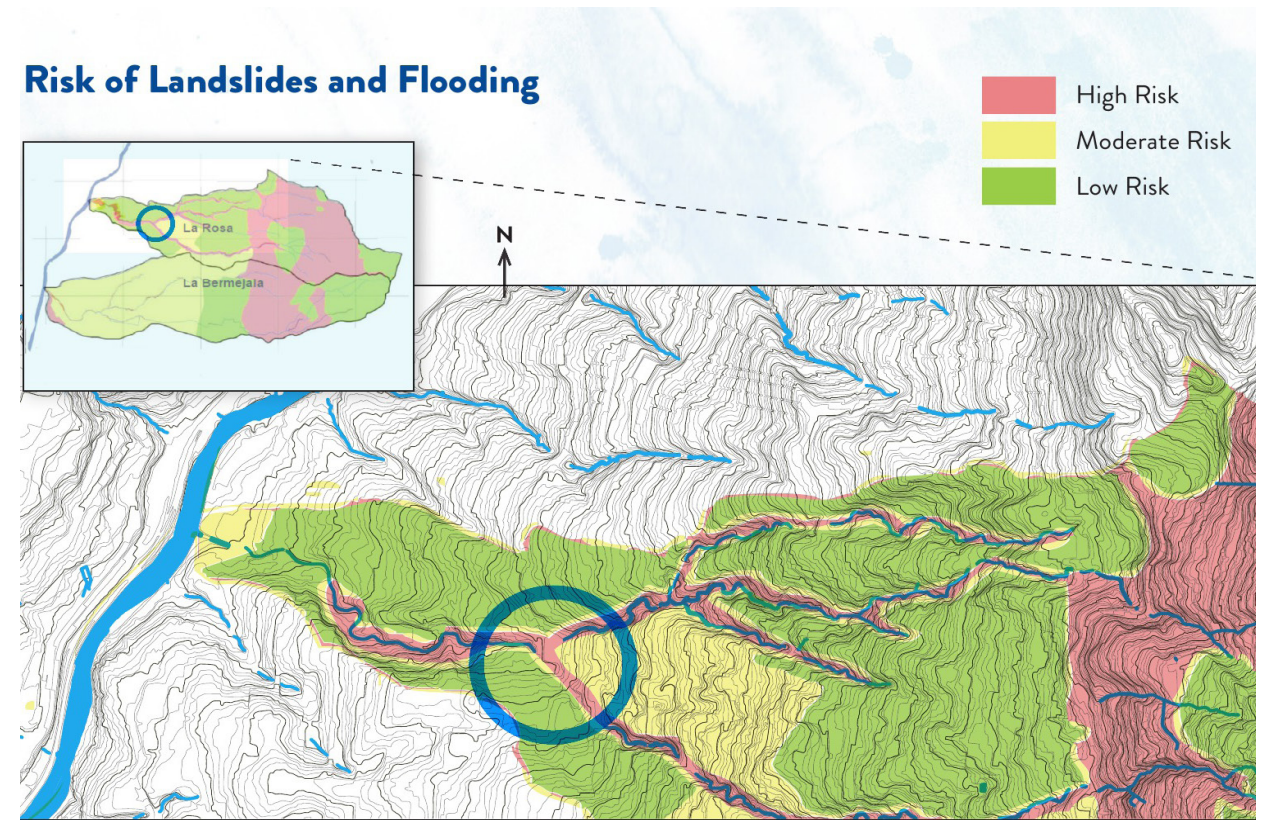 Risk of Landslides and Flooding
High Risk
Moderate Risk
Low Risk
La Rosa
La Bermejala
N